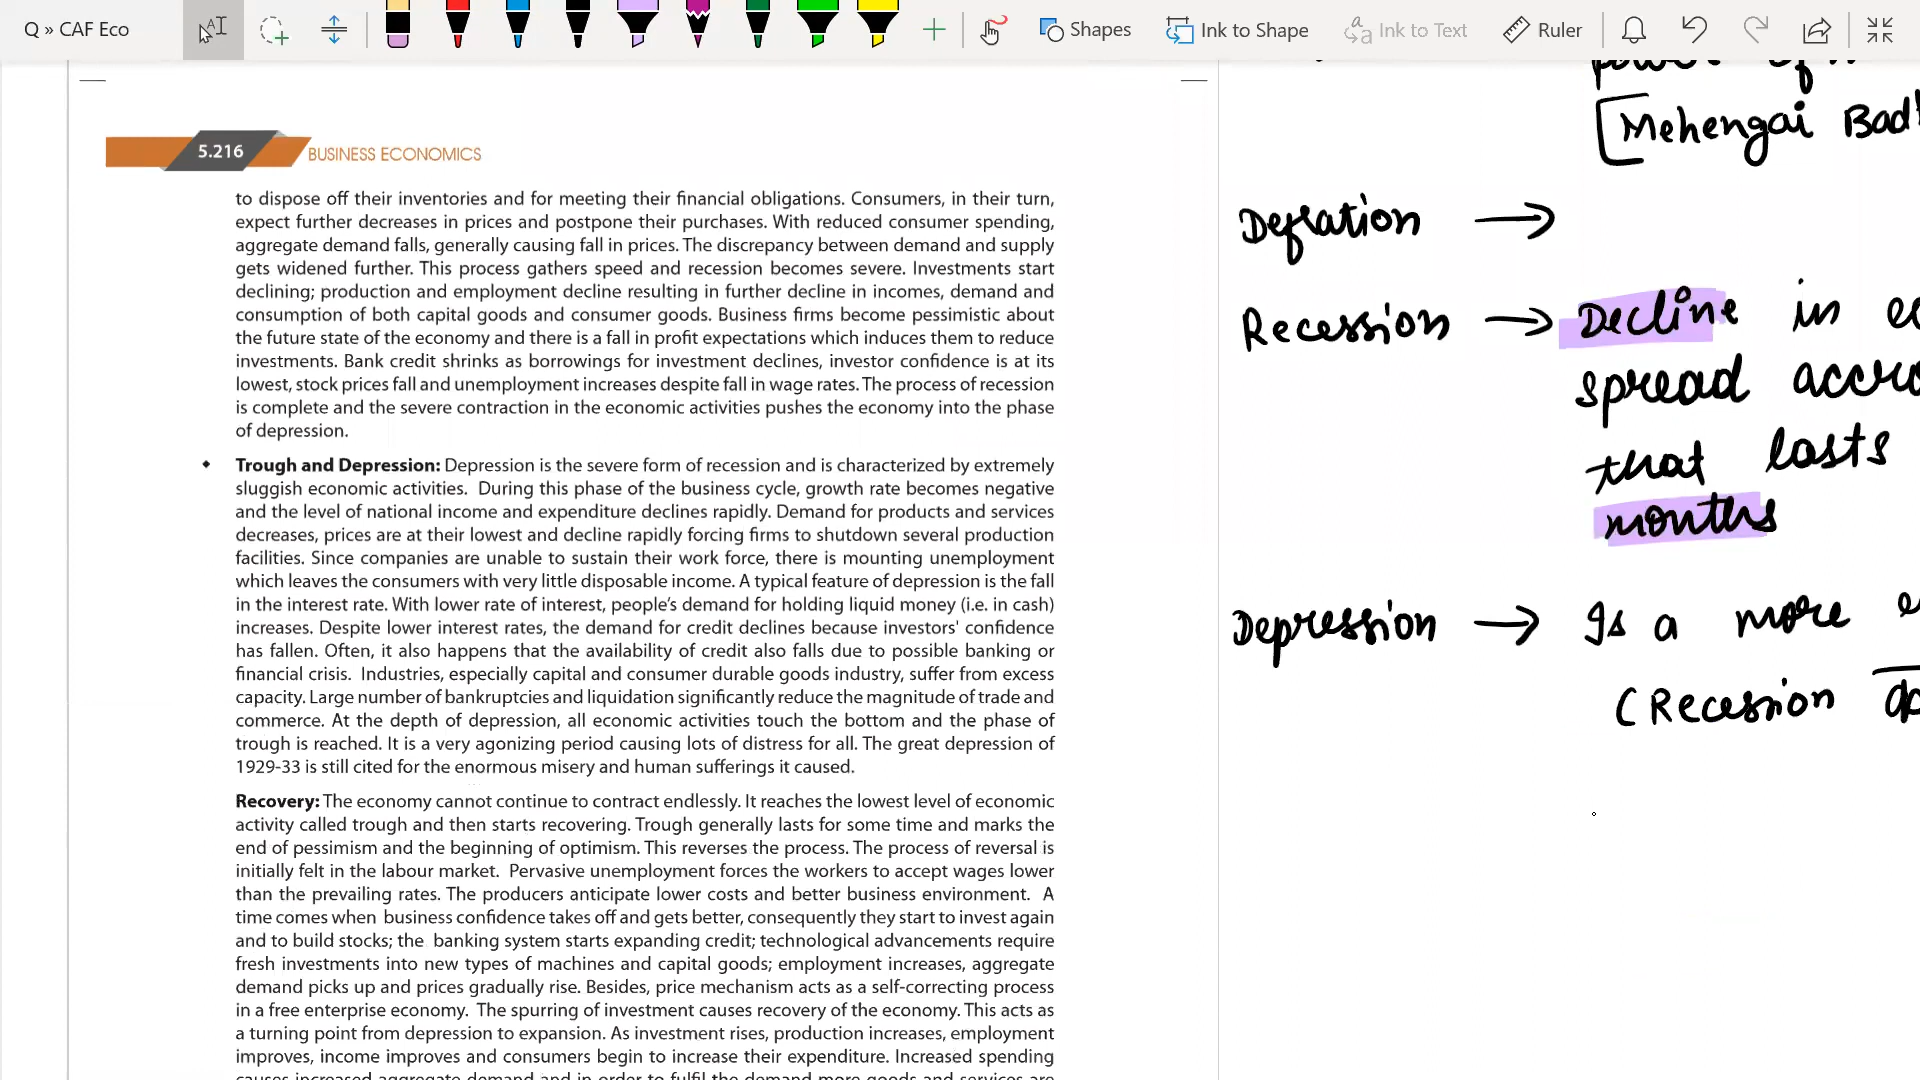 Q » CAF Eco
Shapes
Ink to Shape
Ink to Text
Ruler
5.216
BUSINESS ECONOMICS
to dispose off their inventories and for meeting their financial obligations. Consumers, in their turn,
expect further decreases in prices and postpone their purchases. With reduced consumer spending,
aggregate demand falls, generally causing fall in prices. The discrepancy between demand and supply
gets widened further. This process gathers speed and recession becomes severe. Investments start
declining; production and employment decline resulting in further decline in incomes, demand and
consumption of both capital goods and consumer goods. Business firms become pessimistic about
the future state of the economy and there is a fall in profit expectations which induces them to reduce
investments. Bank credit shrinks as borrowings for investment declines, investor confidence is at its
lowest, stock prices fall and unemployment increases despite fall in wage rates. The process of recession
is complete and the severe contraction in the economic activities pushes the economy into the phase
of depression.
Trough and Depression: Depression is the severe form of recession and is characterized by extremely
sluggish economic activities. During this phase of the business cycle, growth rate becomes negative
and the level of national income and expenditure declines rapidly. Demand for products and services
decreases, prices are at their lowest and decline rapidly forcing firms to shutdown several production
facilities. Since companies are unable to sustain their work force, there is mounting unemployment
which leaves the consumers with very little disposable income. A typical feature of depression is the fall
in the interest rate. With lower rate of interest, people's demand for holding liquid money (i.e. in cash)
increases. Despite lower interest rates, the demand for credit declines because investors' confidence
has fallen. Often, it also happens that the availability of credit also falls due to possible banking or
financial crisis. Industries, especially capital and consumer durable goods industry, suffer from excess
capacity. Large number of bankruptcies and liquidation significantly reduce the magnitude of trade and
commerce. At the depth of depression, all economic activities touch the bottom and the phase of
trough is reached. It is a very agonizing period causing lots of distress for all. The great depression of
1929-33 is still cited for the enormous misery and human sufferings it caused.
Recovery: The economy cannot continue to contract endlessly. It reaches the lowest level of economic
activity called trough and then starts recovering. Trough generally lasts for some time and marks the
end of pessimism and the beginning of optimism. This reverses the process. The process of reversal is
initially felt in the labour market. Pervasive unemployment forces the workers to accept wages lower
than the prevailing rates. The producers anticipate lower costs and better business environment. A
time comes when business confidence takes off and gets better, consequently they start to invest again
and to build stocks; the banking system starts expanding credit; technological advancements require
fresh investments into new types of machines and capital goods; employment increases, aggregate
demand picks up and prices gradually rise. Besides, price mechanism acts as a self-correcting process
in a free enterprise economy. The spurring of investment causes recovery of the economy. This acts as
a turning point from depression to expansion. As investment rises, production increases, employment
improves, income improves and consumers begin to increase their expenditure. Increased spending
causes increased aggregate demand and in order to fulfil the demand more goods and services are
power of
[Mehengai Bad
Deflation →
Recession → Decline in
spread
that lasts
months
Depression → Is a more
(Recession